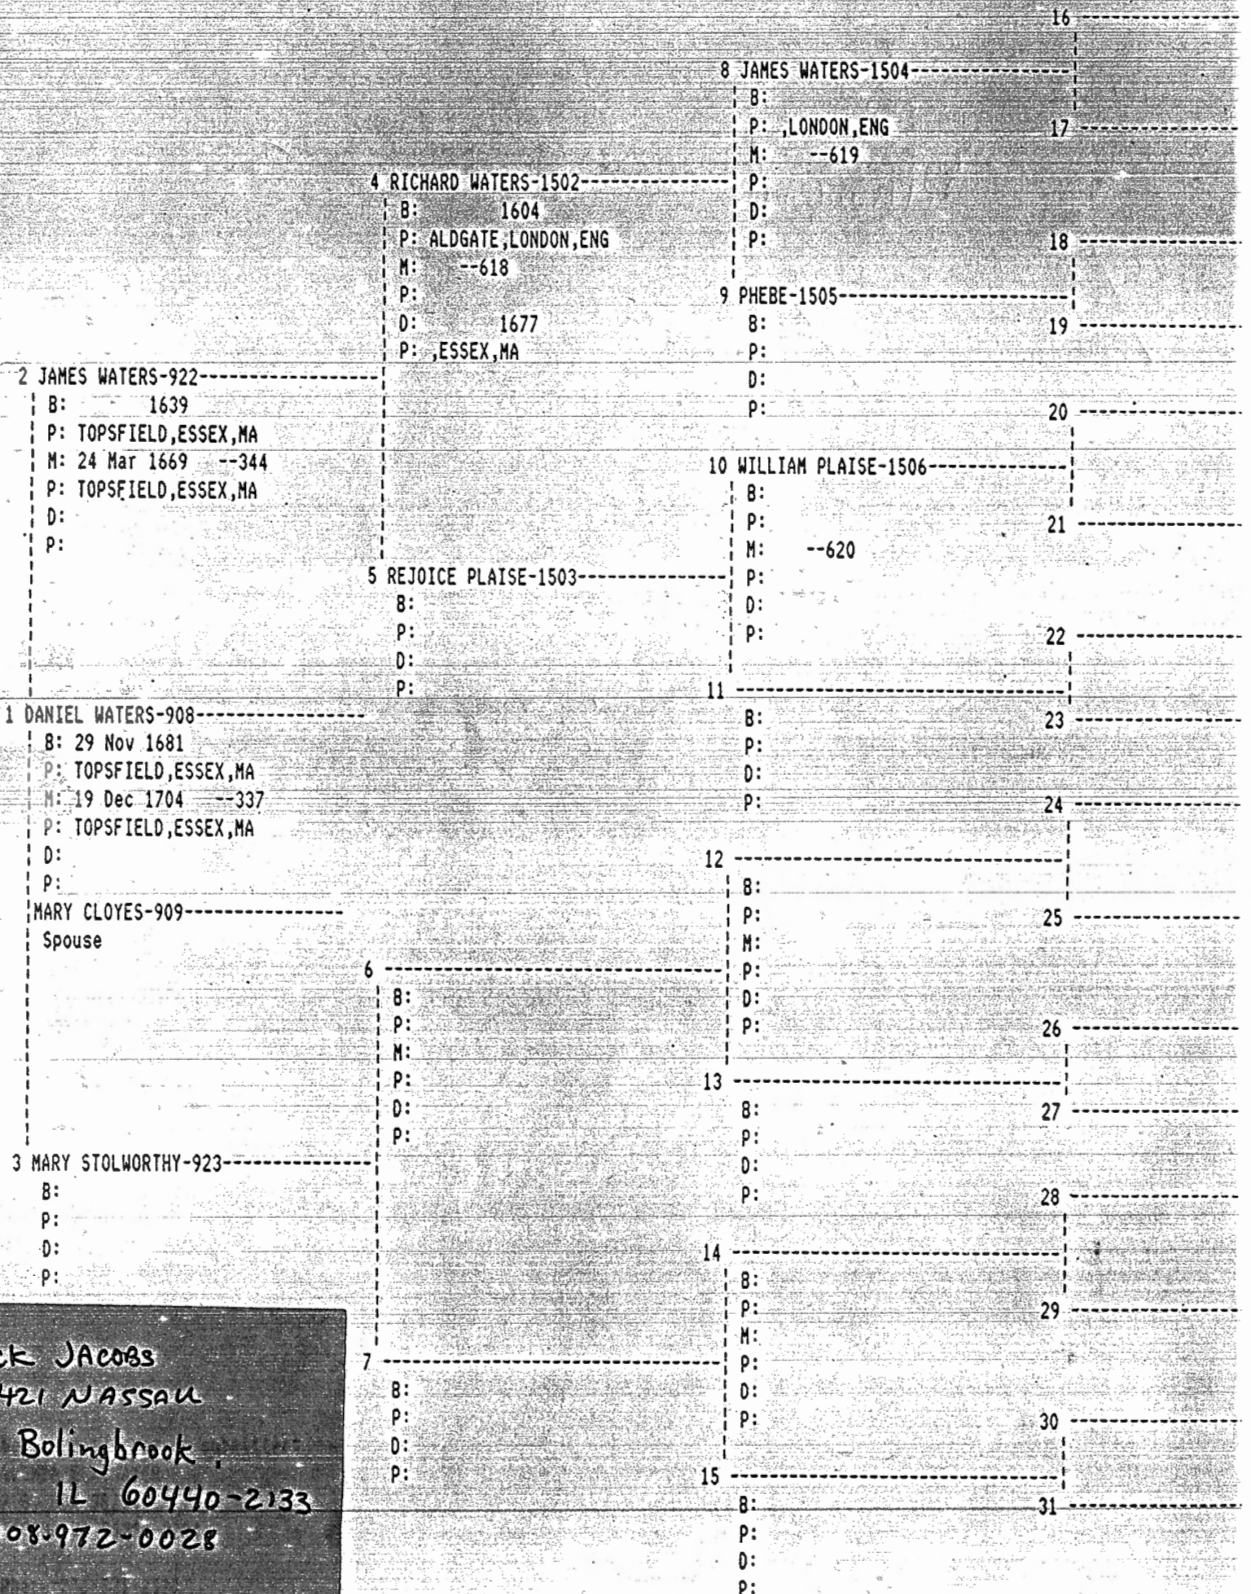 16 ----------------
8 JAMES WATERS-1504----------------
B:
P: ,LONDON,ENG
17 ----------------
M: --619
4 RICHARD WATERS-1502----------------
P:
B: 1604
D:
P: ALDGATE,LONDON,ENG
P:
18 ----------------
M: --618
P:
9 PHEBE-1505----------------
D: 1677
B:
19 ----------------
P: ,ESSEX,MA
P:
2 JAMES WATERS-922----------------
D:
B: 1639
P:
20 ----------------
P: TOPSFIELD,ESSEX,MA
M: 24 Mar 1669 --344
10 WILLIAM PLAISE-1506----------------
P: TOPSFIELD,ESSEX,MA
B:
D:
P:
21 ----------------
P:
M: --620
5 REJOICE PLAISE-1503----------------
P:
B:
D:
P:
P:
22 ----------------
D:
P:
11 ----------------
1 DANIEL WATERS-908----------------
B:
23 ----------------
B: 29 Nov 1681
P:
P: TOPSFIELD,ESSEX,MA
D:
M: 19 Dec 1704 --337
P:
24 ----------------
P: TOPSFIELD,ESSEX,MA
D:
12 ----------------
P:
B:
MARY CLOYES-909----------------
P:
25 ----------------
Spouse
M:
6 ----------------
P:
B:
D:
P:
P:
26 ----------------
M:
P:
13 ----------------
D:
B:
27 ----------------
P:
P:
3 MARY STOLWORTHY-923----------------
D:
B:
P:
28 ----------------
P:
D:
14 ----------------
P:
B:
P:
29 ----------------
M:
7 ----------------
P:
B:
D:
P:
P:
30 ----------------
D:
P:
15 ----------------
B:
31 ----------------
P:
D:
P:
CK JACOBS
421 NASSAU
Bolingbrook,
IL 60440-2133
08-972-0028